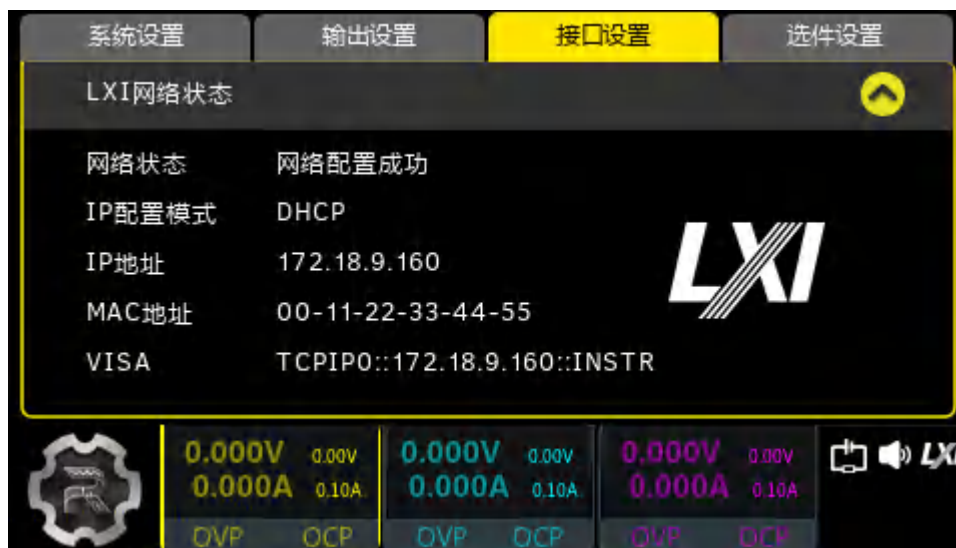 系统设置 输出设置 接口设置 选件设置
LXI网络状态
网络状态 网络配置成功
IP配置模式 DHCP
IP地址 172.18.9.160
MAC地址 00-11-22-33-44-55
VISA TCPIP0::172.18.9.160::INSTR
LXI
0.000V 0.00V 0.000V 0.00V 0.000V 0.00V
0.000A 0.10A 0.000A 0.10A 0.000A 0.10A
OVP OCP OVP OCP OVP OCP
R
LXI